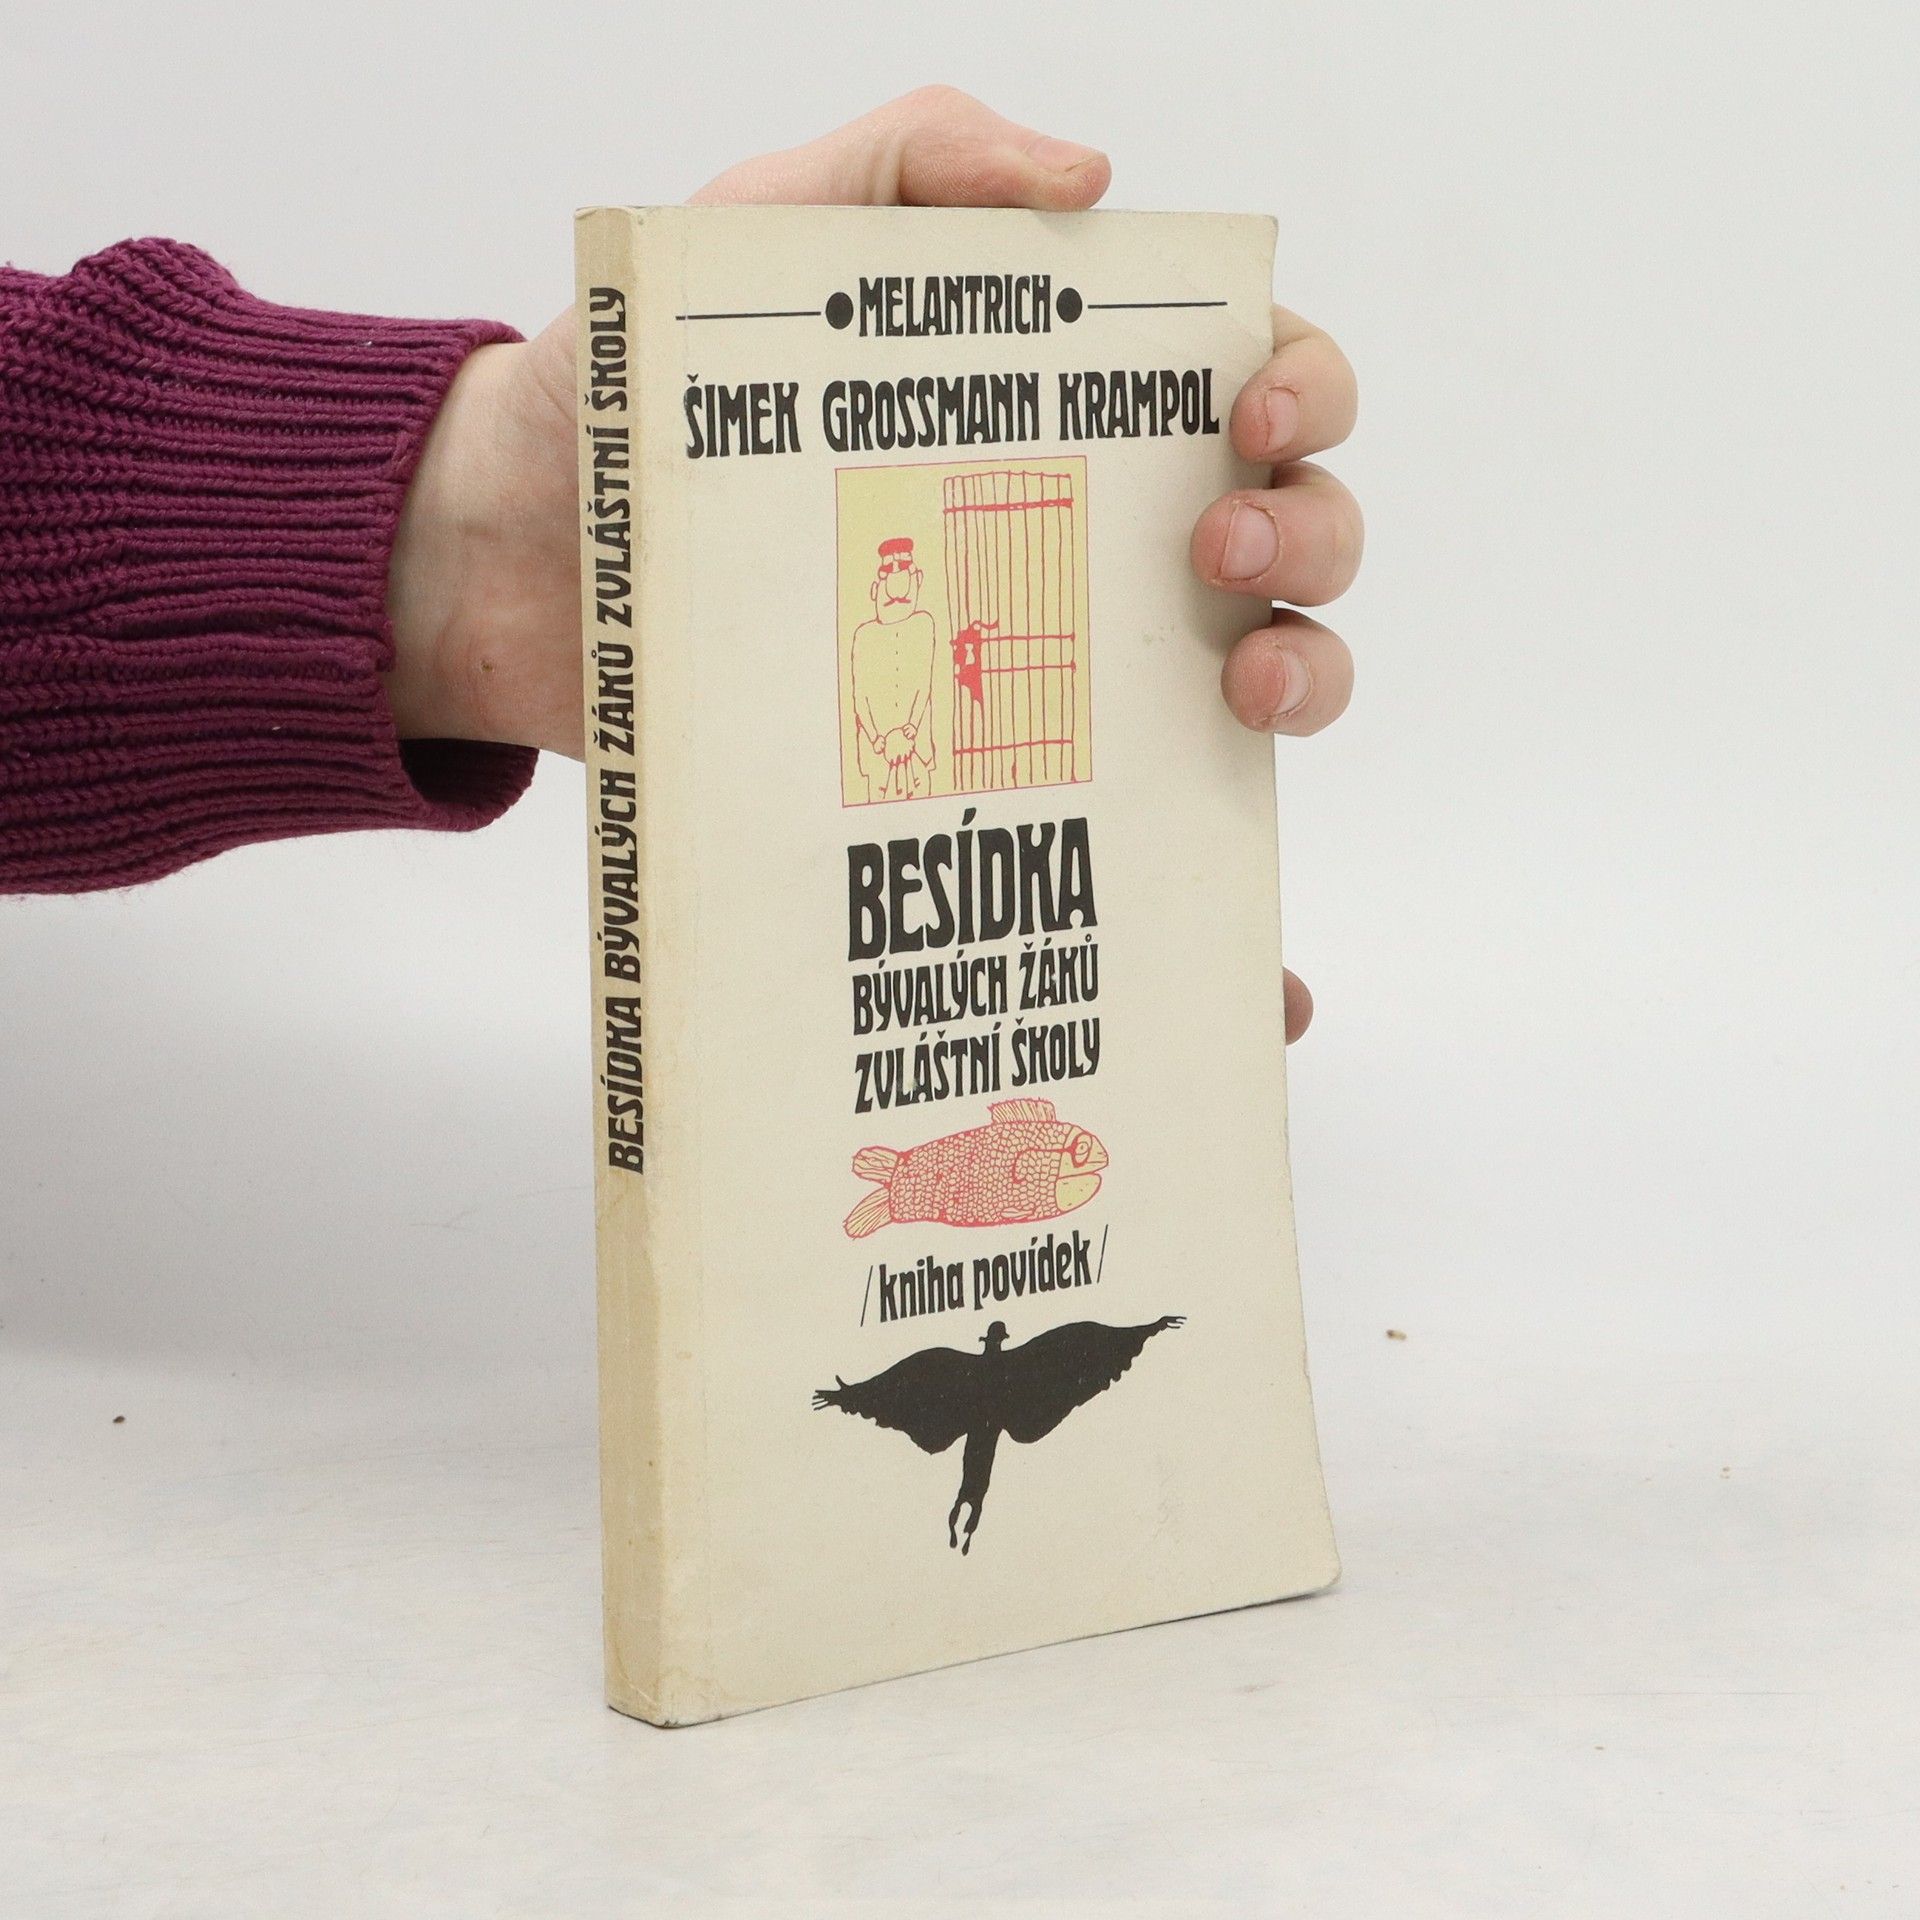 BESÍDKA BÝVALÝCH ŽÁKŮ ZVLÁŠTNÍ ŠKOLY
MELANTRICH
ŠIMEK GROSSMANN KRAMPOL
BESÍDKA
BÝVALÝCH ŽÁKŮ
ZVLÁŠTNÍ ŠKOLY
/kniha povídek/